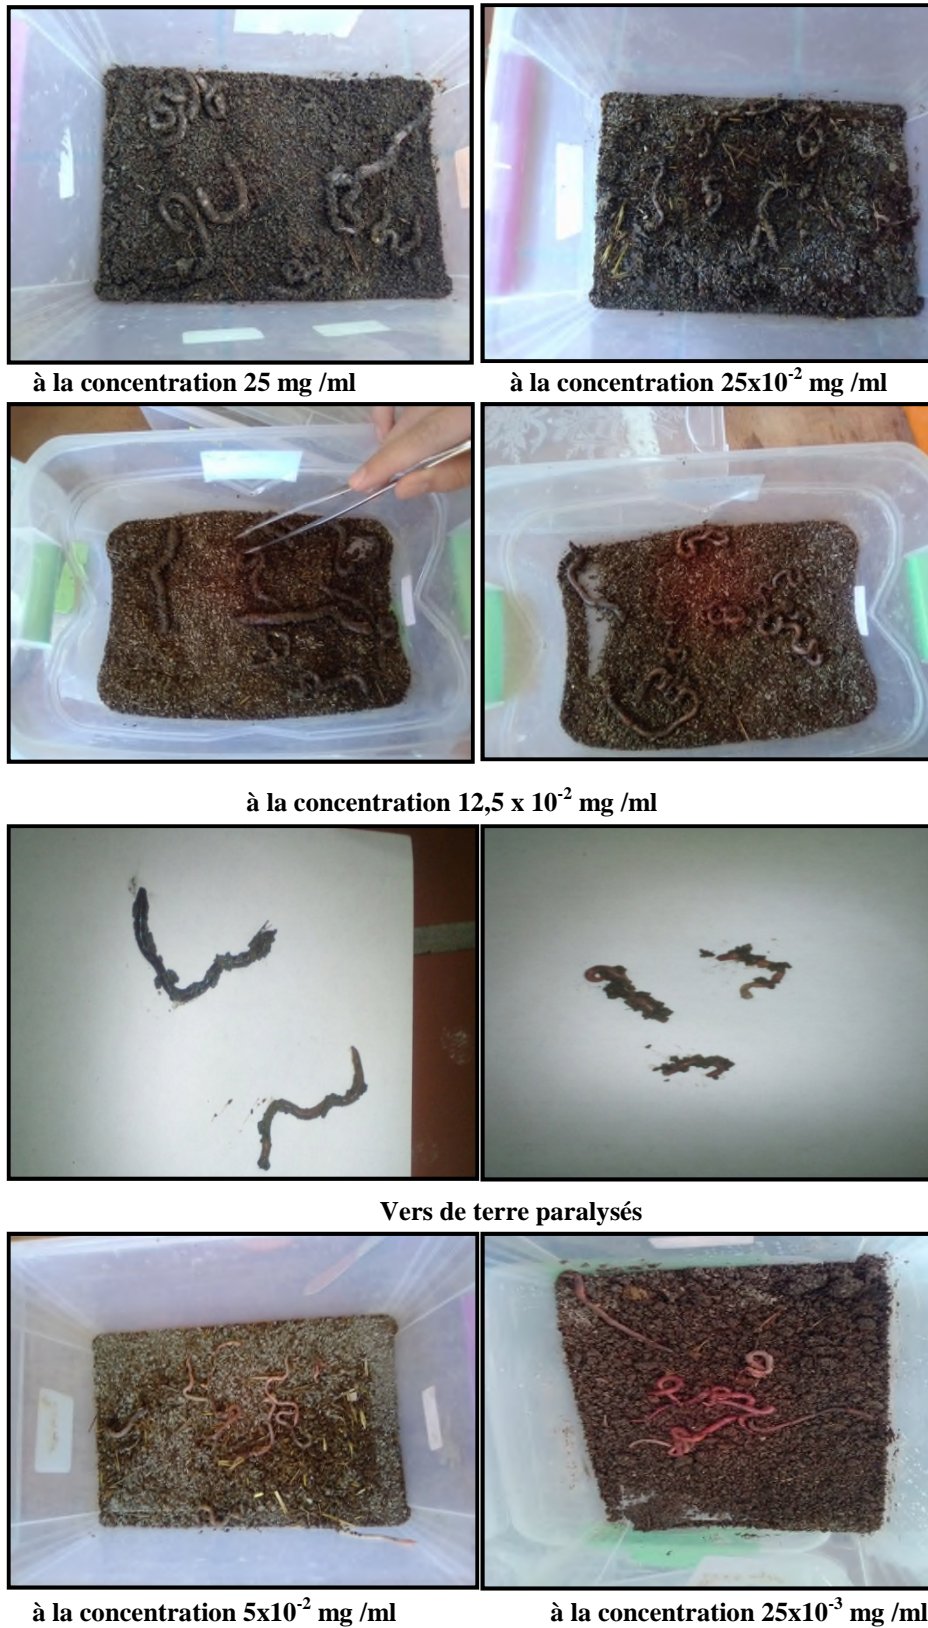 à la concentration 25 mg /ml
à la concentration 25x10⁻² mg /ml
à la concentration 12,5 x 10⁻² mg /ml
Vers de terre paralysés
à la concentration 5x10⁻² mg /ml
à la concentration 25x10⁻³ mg /ml